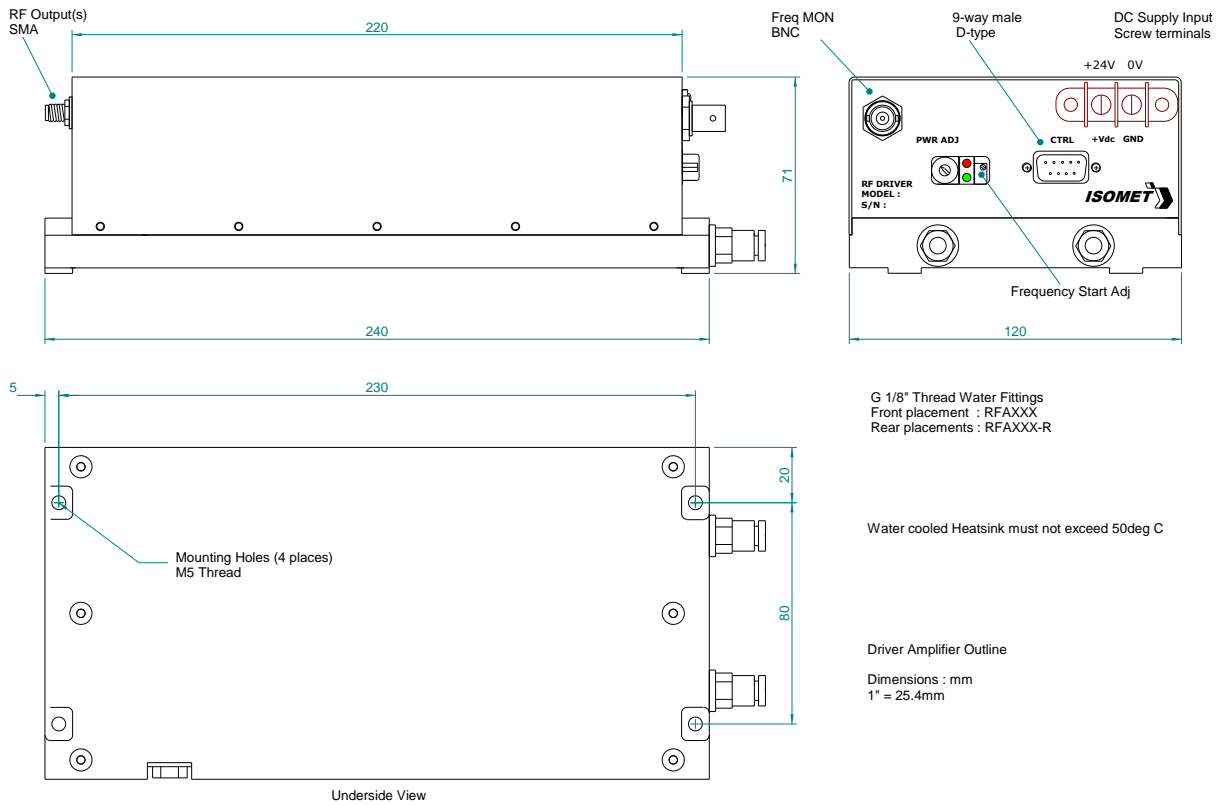 RF Output(s)
SMA
220
71
240
Freq MON
BNC
9-way male
D-type
DC Supply Input
Screw terminals
+24V 0V
PWR ADJ
CTRL
+Vdc GND
RF DRIVER
MODEL :
S/N :
ISOMET
Frequency Start Adj
120
5
230
20
80
Mounting Holes (4 places)
M5 Thread
Underside View
G 1/8" Thread Water Fittings
Front placement : RFAXXX
Rear placements : RFAXXX-R
Water cooled Heatsink must not exceed 50deg C
Driver Amplifier Outline
Dimensions : mm
1" = 25.4mm